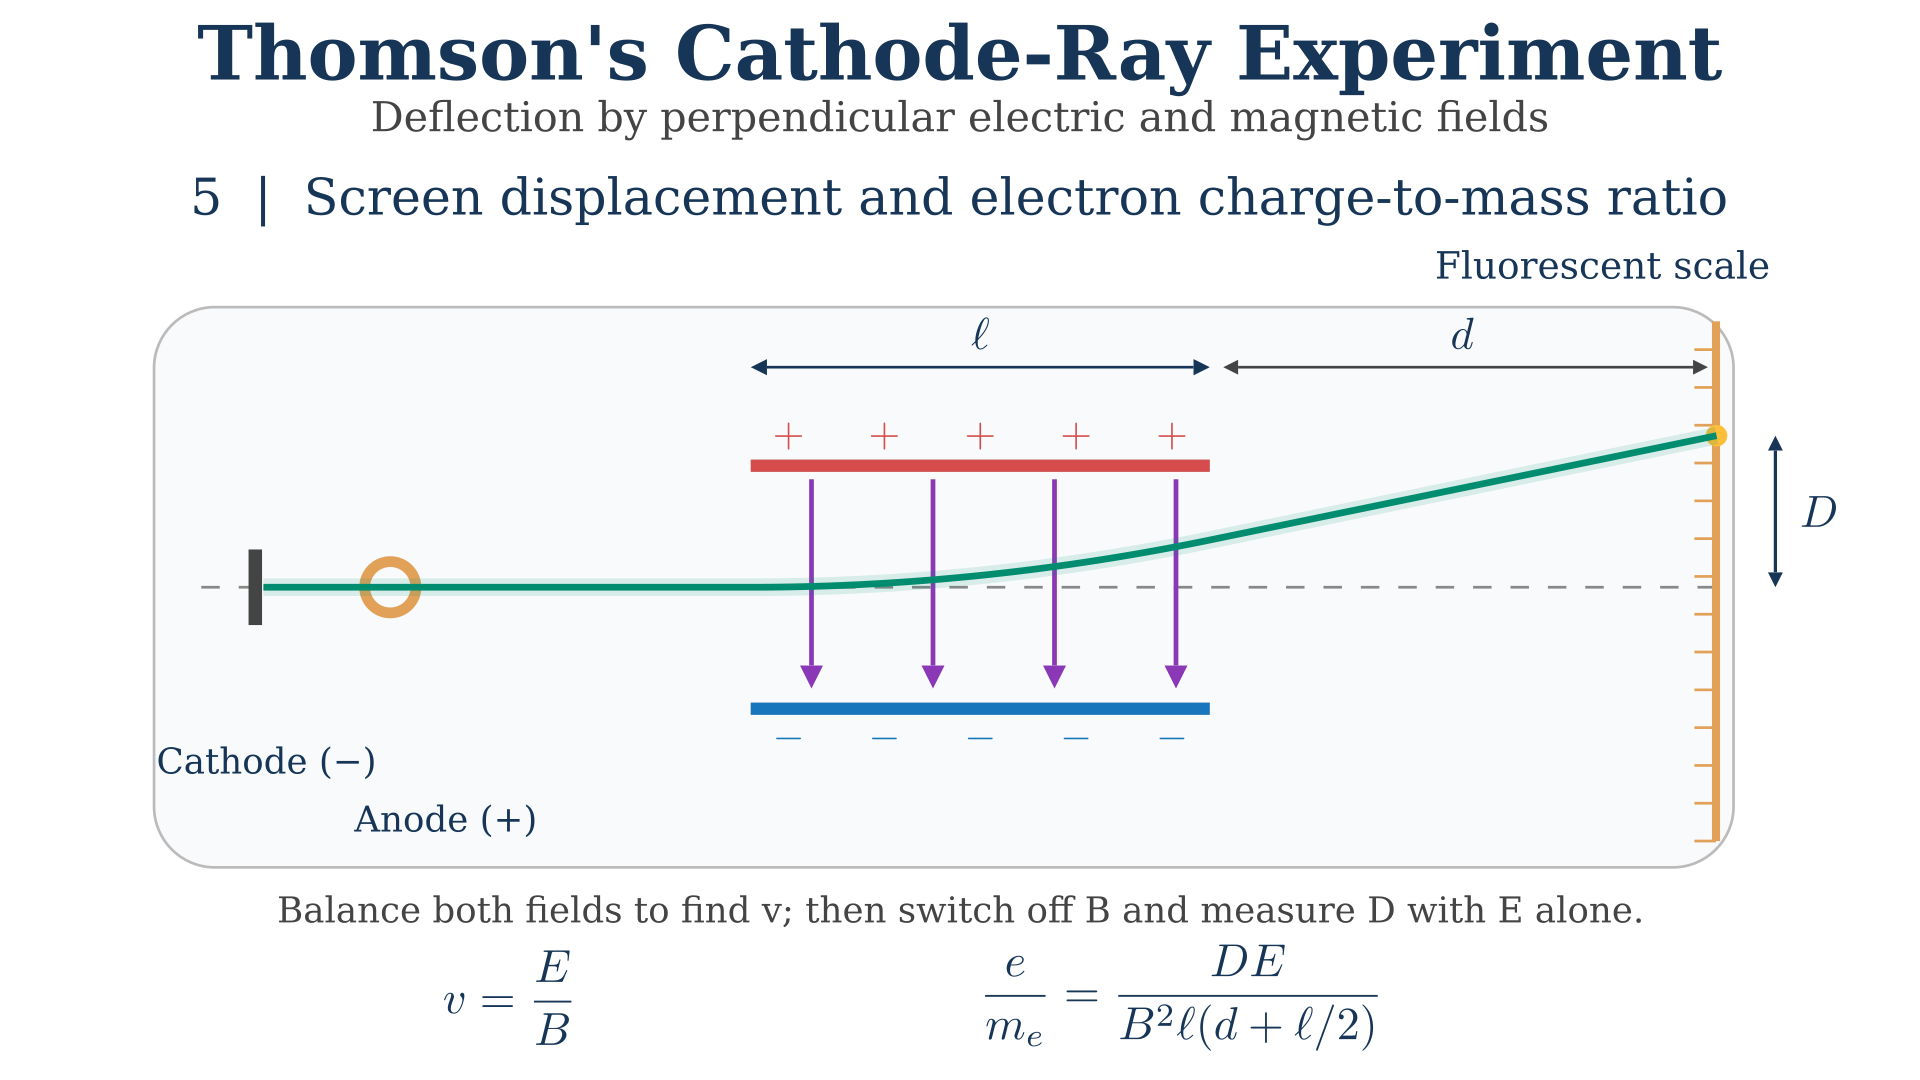 Thomson's Cathode-Ray Experiment
Deflection by perpendicular electric and magnetic fields
5 | Screen displacement and electron charge-to-mass ratio
Fluorescent scale
ℓ
d
+ + + + +
D
− − − − −
Cathode (−)
Anode (+)
Balance both fields to find v; then switch off B and measure D with E alone.
v = E/B
e/mₑ = DE/B²ℓ(d + ℓ/2)